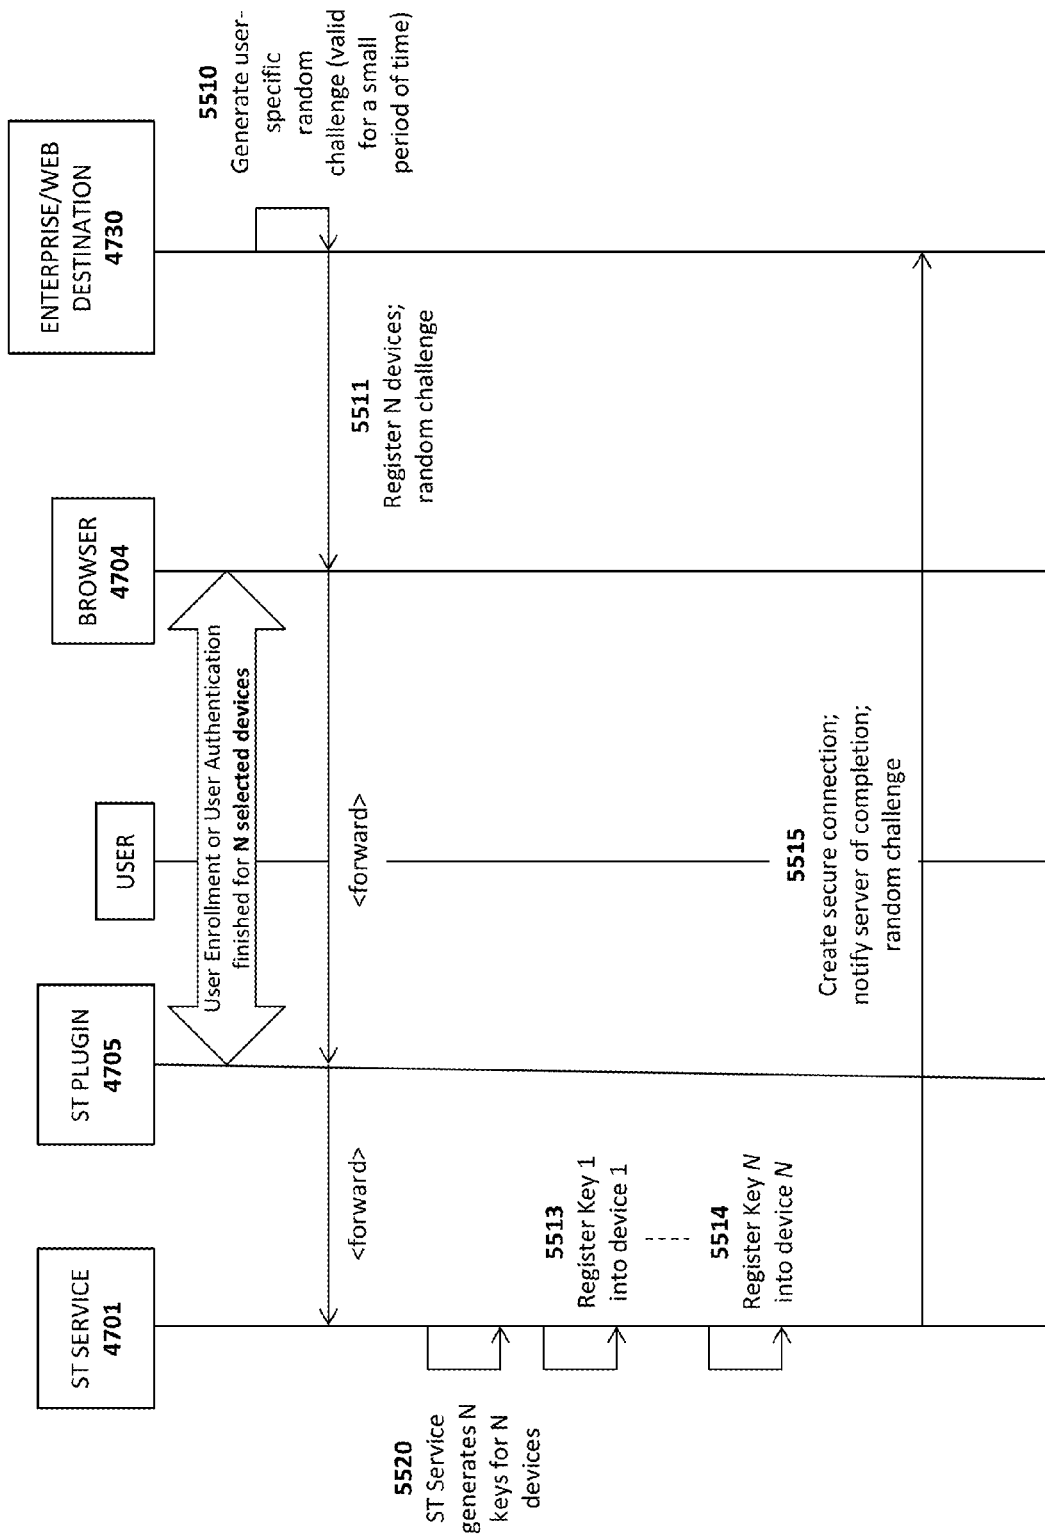 ST SERVICE
4701
ST PLUGIN
4705
USER
BROWSER
4704
ENTERPRISE/WEB
DESTINATION
4730
User Enrollment or User Authentication
finished for N selected devices
5510
Generate user-
specific
random
challenge (valid
for a small
period of time)
5511
Register N devices;
random challenge
<forward>
<forward>
5520
ST Service
generates N
keys for N
devices
5513
Register Key 1
into device 1
5514
Register Key N
into device N
5515
Create secure connection;
notify server of completion;
random challenge